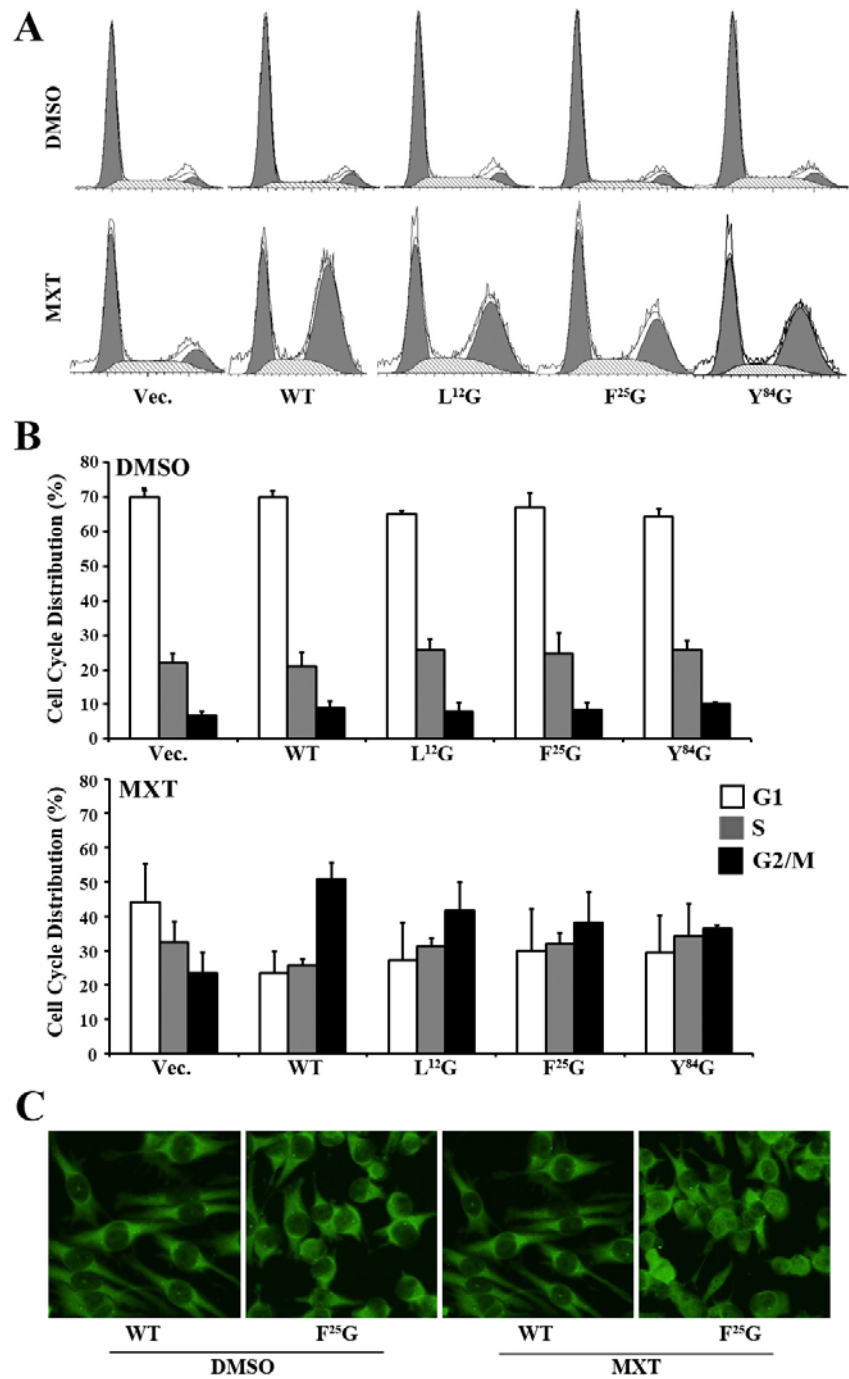 A
DMSO
MXT
Vec. WT L¹²G F²⁵G Y⁸⁴G
B
DMSO
Cell Cycle Distribution (%)
80
70
60
50
40
30
20
10
0
Vec. WT L¹²G F²⁵G Y⁸⁴G
MXT
Cell Cycle Distribution (%)
80
70
60
50
40
30
20
10
0
G1
S
G2/M
Vec. WT L¹²G F²⁵G Y⁸⁴G
C
WT F²⁵G WT F²⁵G
DMSO MXT